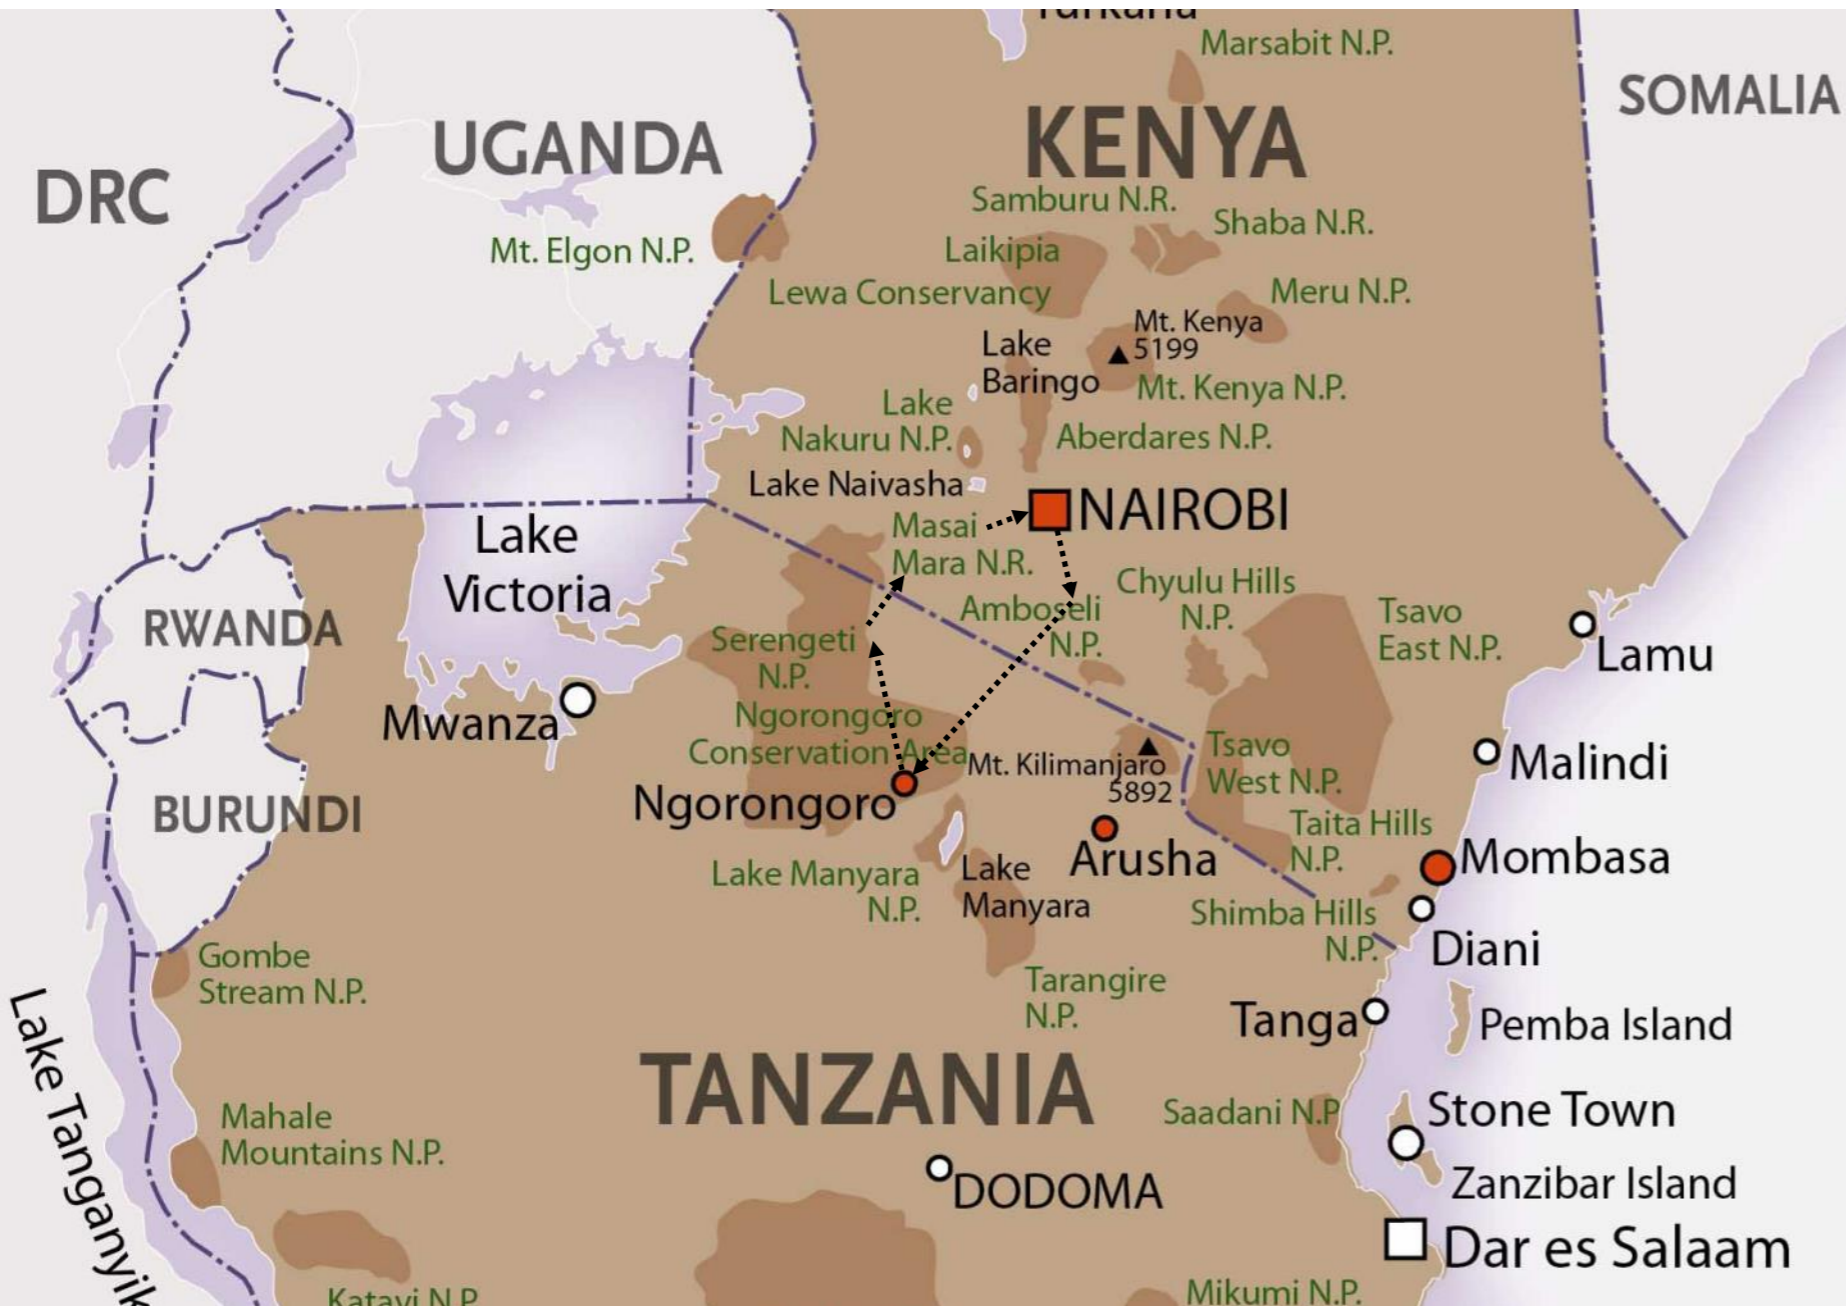 Turkana
Marsabit N.P.
SOMALIA
KENYA
UGANDA
DRC
Samburu N.R.
Shaba N.R.
Mt. Elgon N.P.
Laikipia
Lewa Conservancy
Meru N.P.
Mt. Kenya
5199
Lake
Baringo
Mt. Kenya N.P.
Lake
Nakuru N.P.
Aberdares N.P.
Lake Naivasha
NAIROBI
Masai
Mara N.R.
Lake
Victoria
Chyulu Hills
N.P.
Amboseli
N.P.
Tsavo
East N.P.
RWANDA
Serengeti
N.P.
Lamu
Mwanza
Ngorongoro
Conservation Area
Mt. Kilimanjaro
5892
Tsavo
West N.P.
Malindi
Ngorongoro
BURUNDI
Taita Hills
N.P.
Arusha
Mombasa
Lake Manyara
N.P.
Lake
Manyara
Shimba Hills
N.P.
Diani
Gombe
Stream N.P.
Tarangire
N.P.
Tanga
Pemba Island
Lake Tanganyik
TANZANIA
Mahale
Mountains N.P.
Saadani N.P
Stone Town
DODOMA
Zanzibar Island
Dar es Salaam
Katavi N.P.
Mikumi N.P.